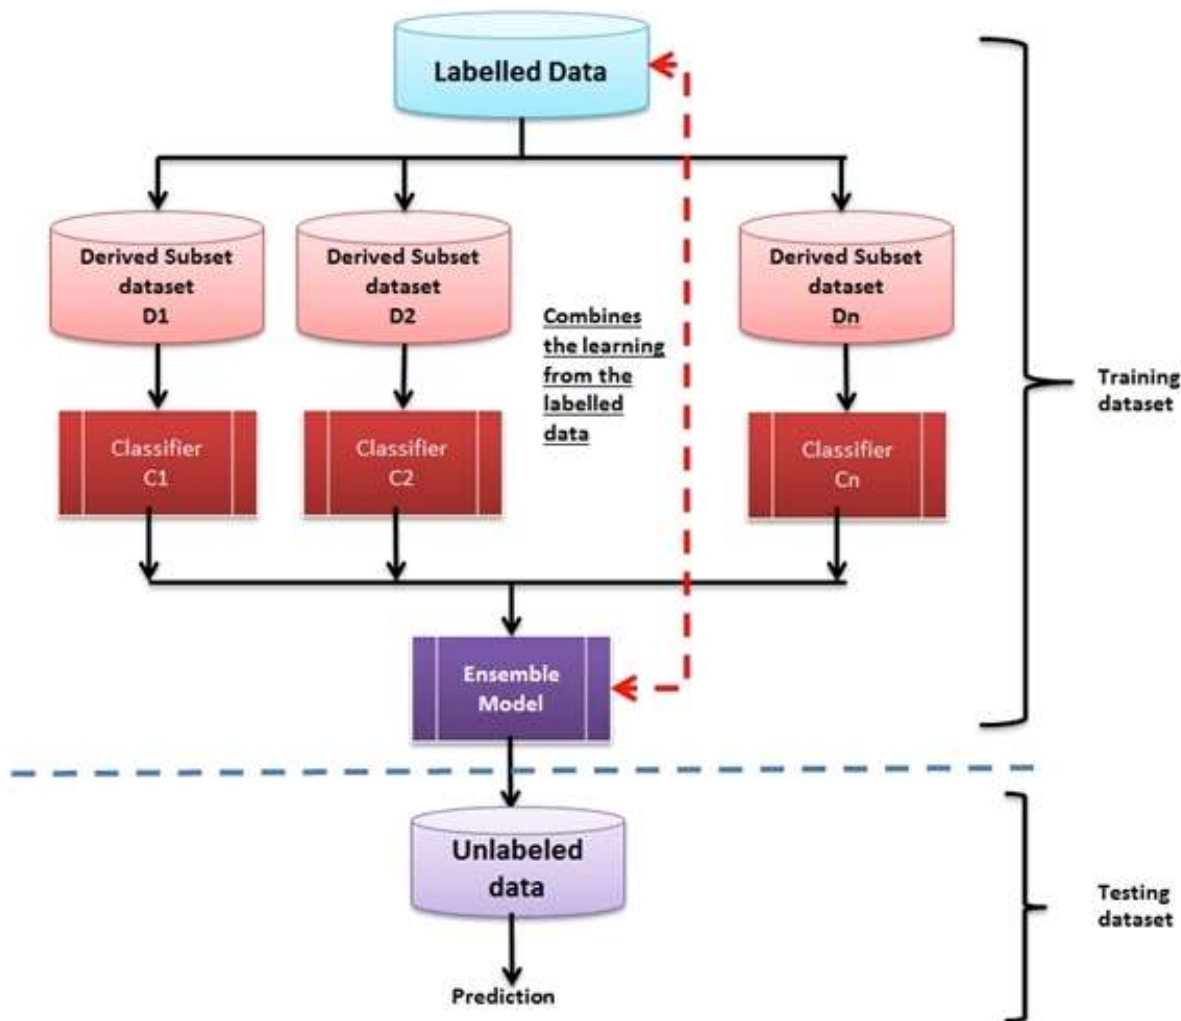 Labelled Data
Derived Subset
dataset
D1
Derived Subset
dataset
D2
Derived Subset
dataset
Dn
Combines
the learning
from the
labelled
data
Classifier
C1
Classifier
C2
Classifier
Cn
Training
dataset
Ensemble
Model
Unlabeled
data
Testing
dataset
Prediction